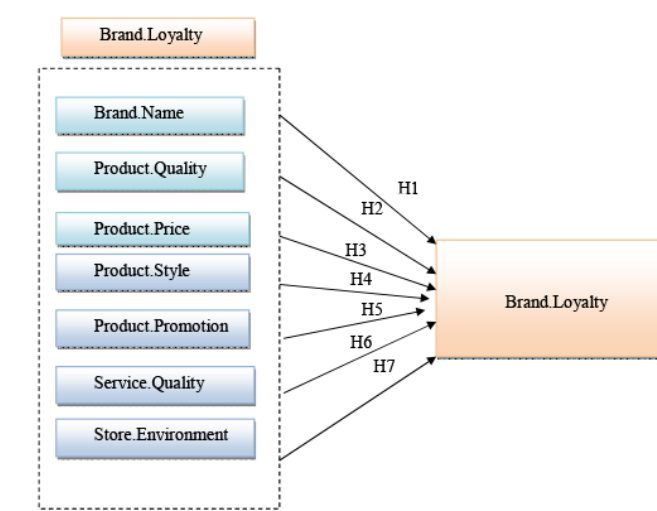 Brand.Loyalty
Brand.Name
Product.Quality
Product.Price
Product.Style
Product.Promotion
Service.Quality
Store.Environment
H1
H2
H3
H4
H5
H6
H7
Brand.Loyalty